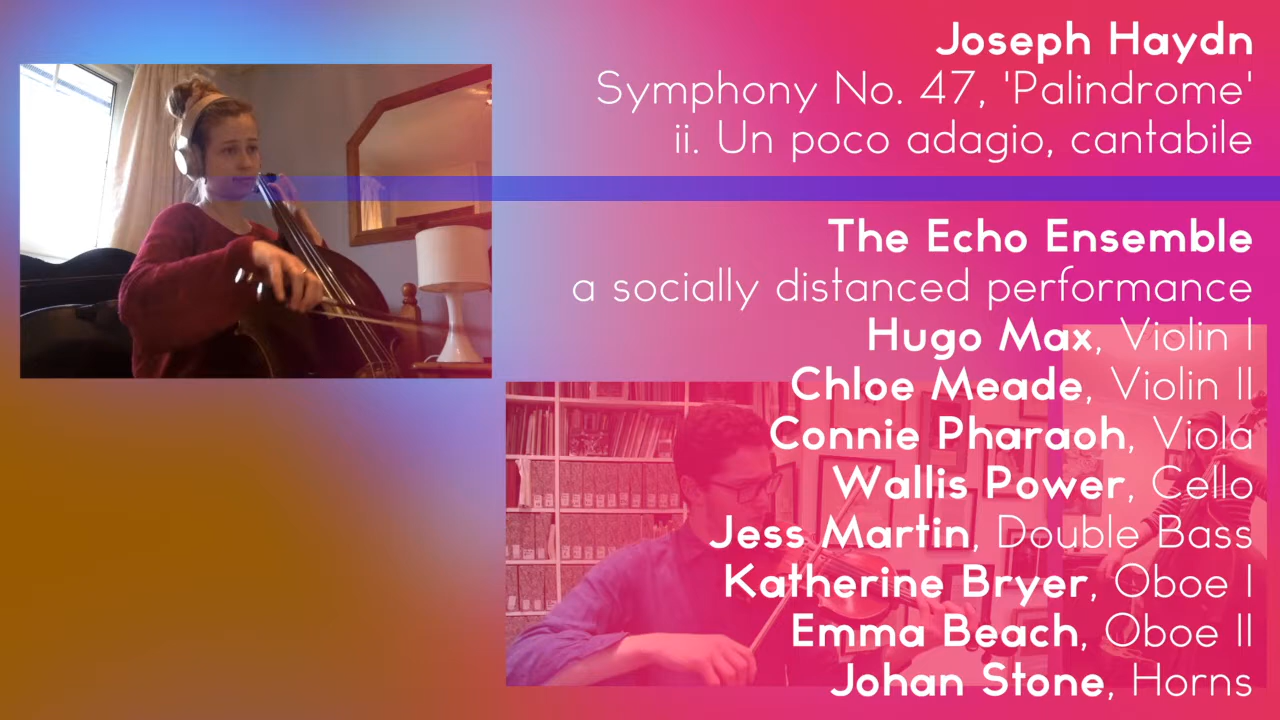 Joseph Haydn
Symphony No. 47, 'Palindrome'
ii. Un poco adagio, cantabile
The Echo Ensemble
a socially distanced performance
Hugo Max, Violin I
Chloe Meade, Violin II
Connie Pharaoh, Viola
Wallis Power, Cello
Jess Martin, Double Bass
Katherine Bryer, Oboe I
Emma Beach, Oboe II
Johan Stone, Horns